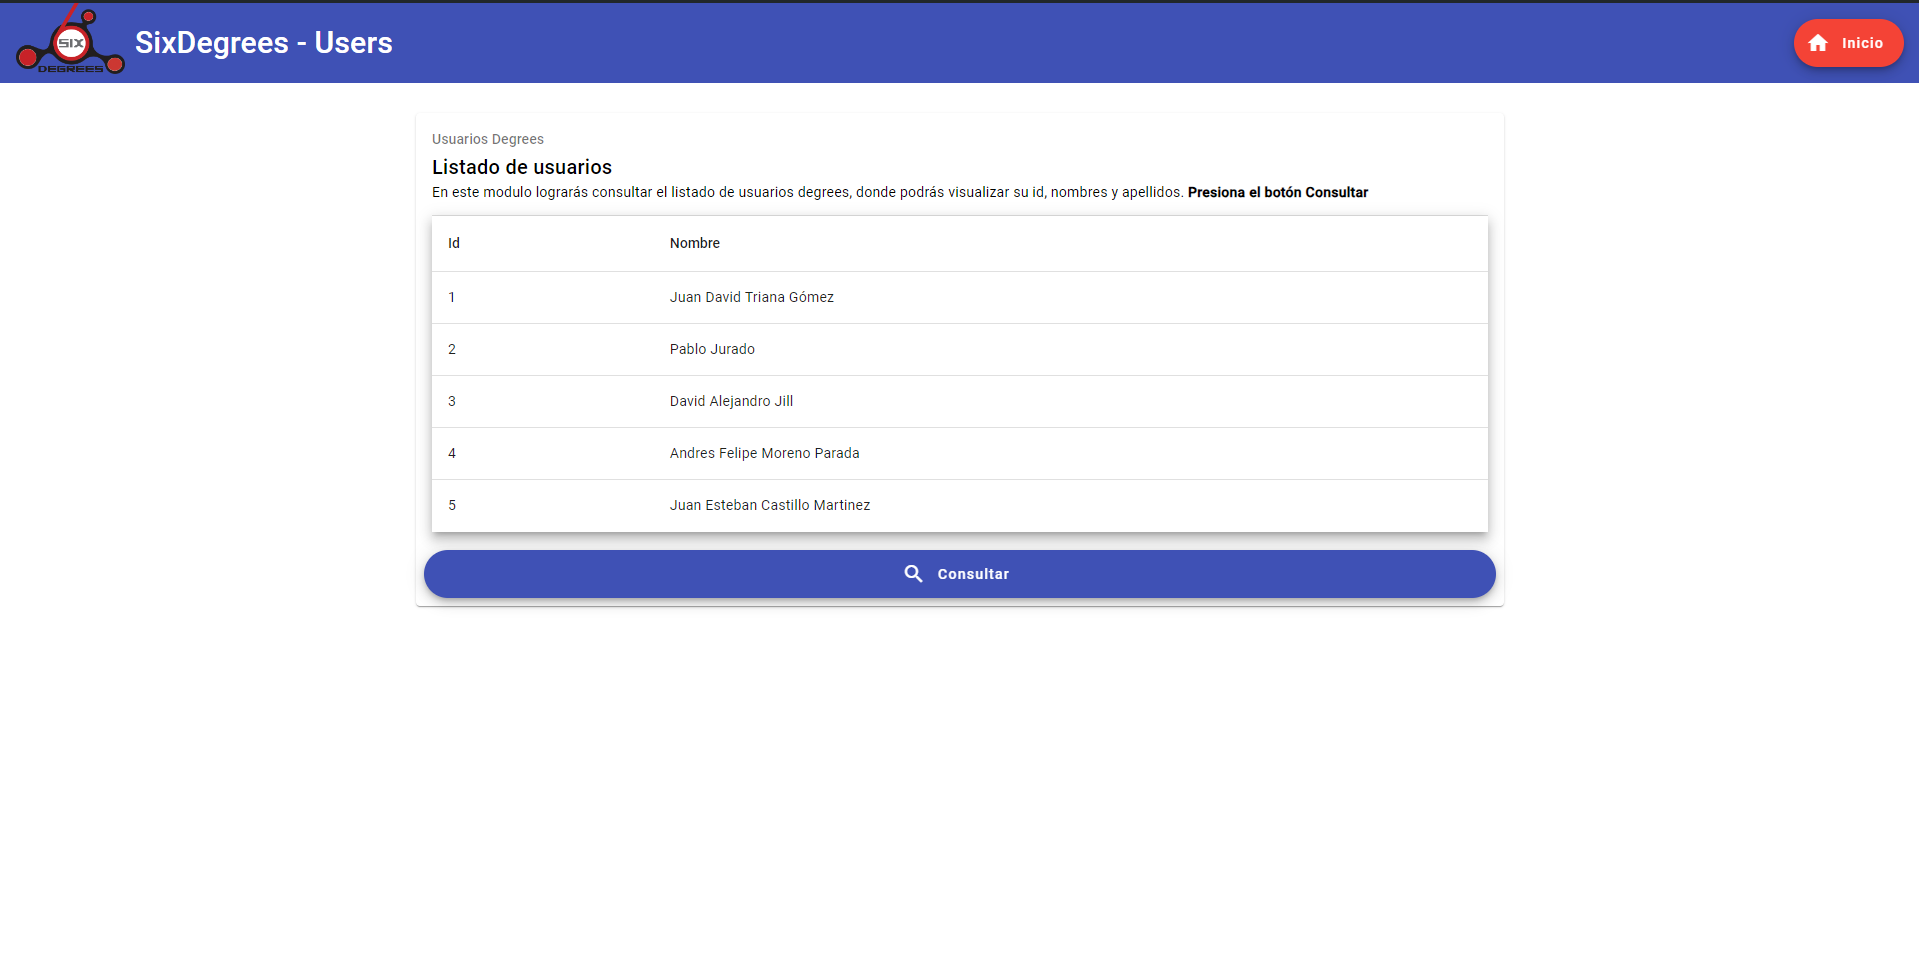 SIX
DEGREES
SixDegrees - Users
Inicio
Usuarios Degrees
Listado de usuarios
En este modulo lograrás consultar el listado de usuarios degrees, donde podrás visualizar su id, nombres y apellidos. Presiona el botón Consultar
Id Nombre
1 Juan David Triana Gómez
2 Pablo Jurado
3 David Alejandro Jill
4 Andres Felipe Moreno Parada
5 Juan Esteban Castillo Martinez
Consultar